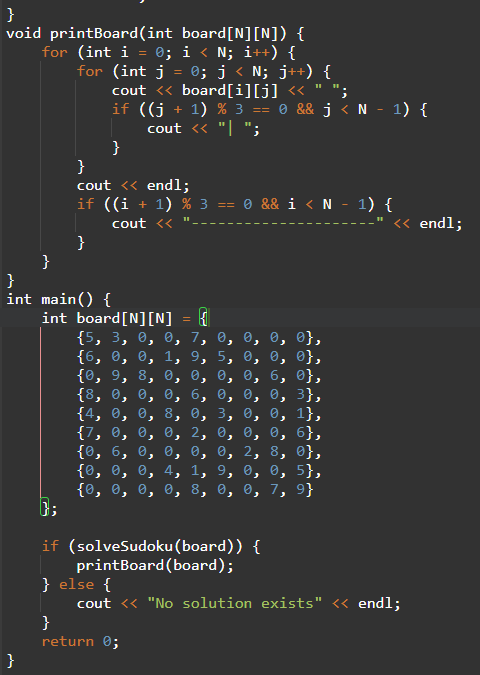 }
void printBoard(int board[N][N]) {
    for (int i = 0; i < N; i++) {
        for (int j = 0; j < N; j++) {
            cout << board[i][j] << " ";
            if ((j + 1) % 3 == 0 && j < N - 1) {
                cout << "| ";
            }
        }
        cout << endl;
        if ((i + 1) % 3 == 0 && i < N - 1) {
            cout << "---------------------" << endl;
        }
    }
}
int main() {
    int board[N][N] = {
        {5, 3, 0, 0, 7, 0, 0, 0, 0},
        {6, 0, 0, 1, 9, 5, 0, 0, 0},
        {0, 9, 8, 0, 0, 0, 0, 6, 0},
        {8, 0, 0, 0, 6, 0, 0, 0, 3},
        {4, 0, 0, 8, 0, 3, 0, 0, 1},
        {7, 0, 0, 0, 2, 0, 0, 0, 6},
        {0, 6, 0, 0, 0, 0, 2, 8, 0},
        {0, 0, 0, 4, 1, 9, 0, 0, 5},
        {0, 0, 0, 0, 8, 0, 0, 7, 9}
    };

    if (solveSudoku(board)) {
        printBoard(board);
    } else {
        cout << "No solution exists" << endl;
    }
    return 0;
}